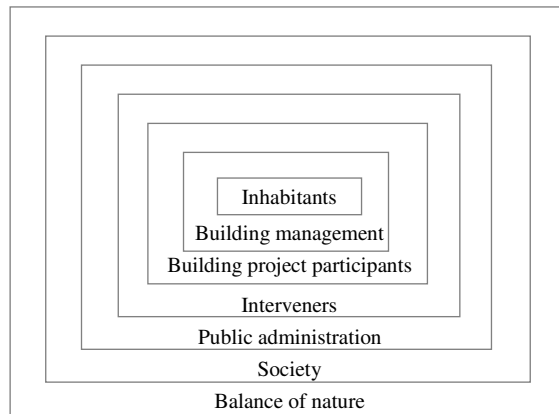 Inhabitants
Building management
Building project participants
Interveners
Public administration
Society
Balance of nature